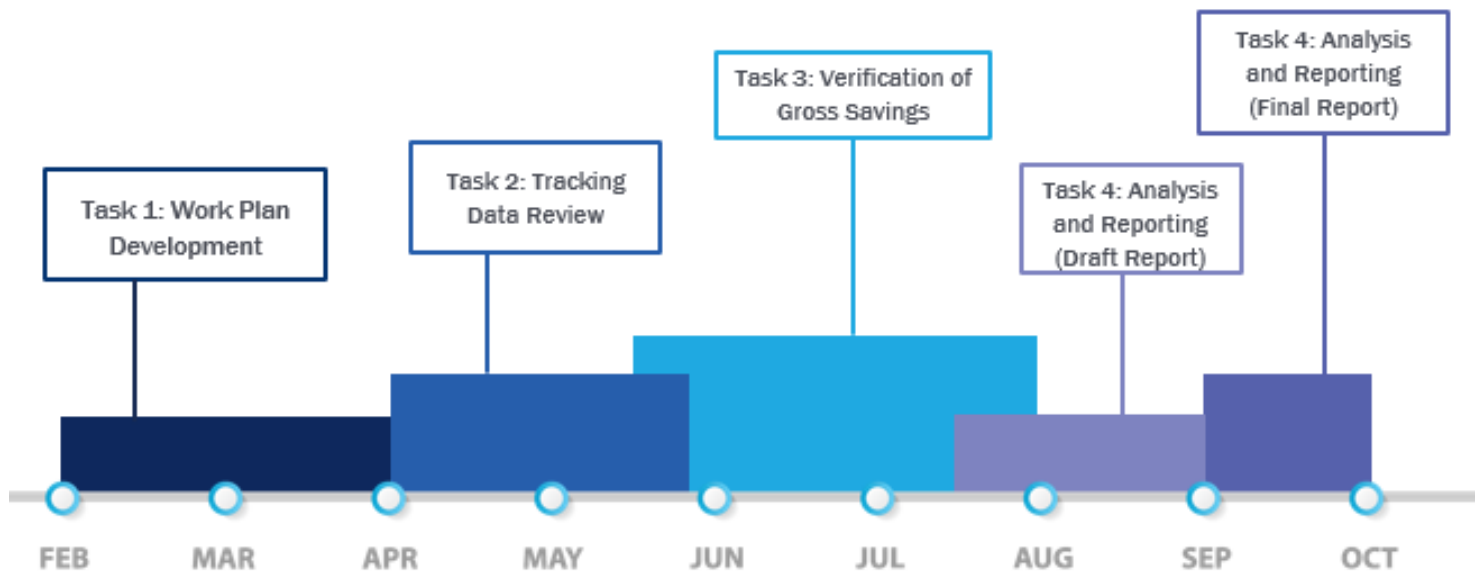 Task 1: Work Plan
Development
Task 2: Tracking
Data Review
Task 3: Verification of
Gross Savings
Task 4: Analysis
and Reporting
(Draft Report)
Task 4: Analysis
and Reporting
(Final Report)
FEB MAR APR MAY JUN JUL AUG SEP OCT